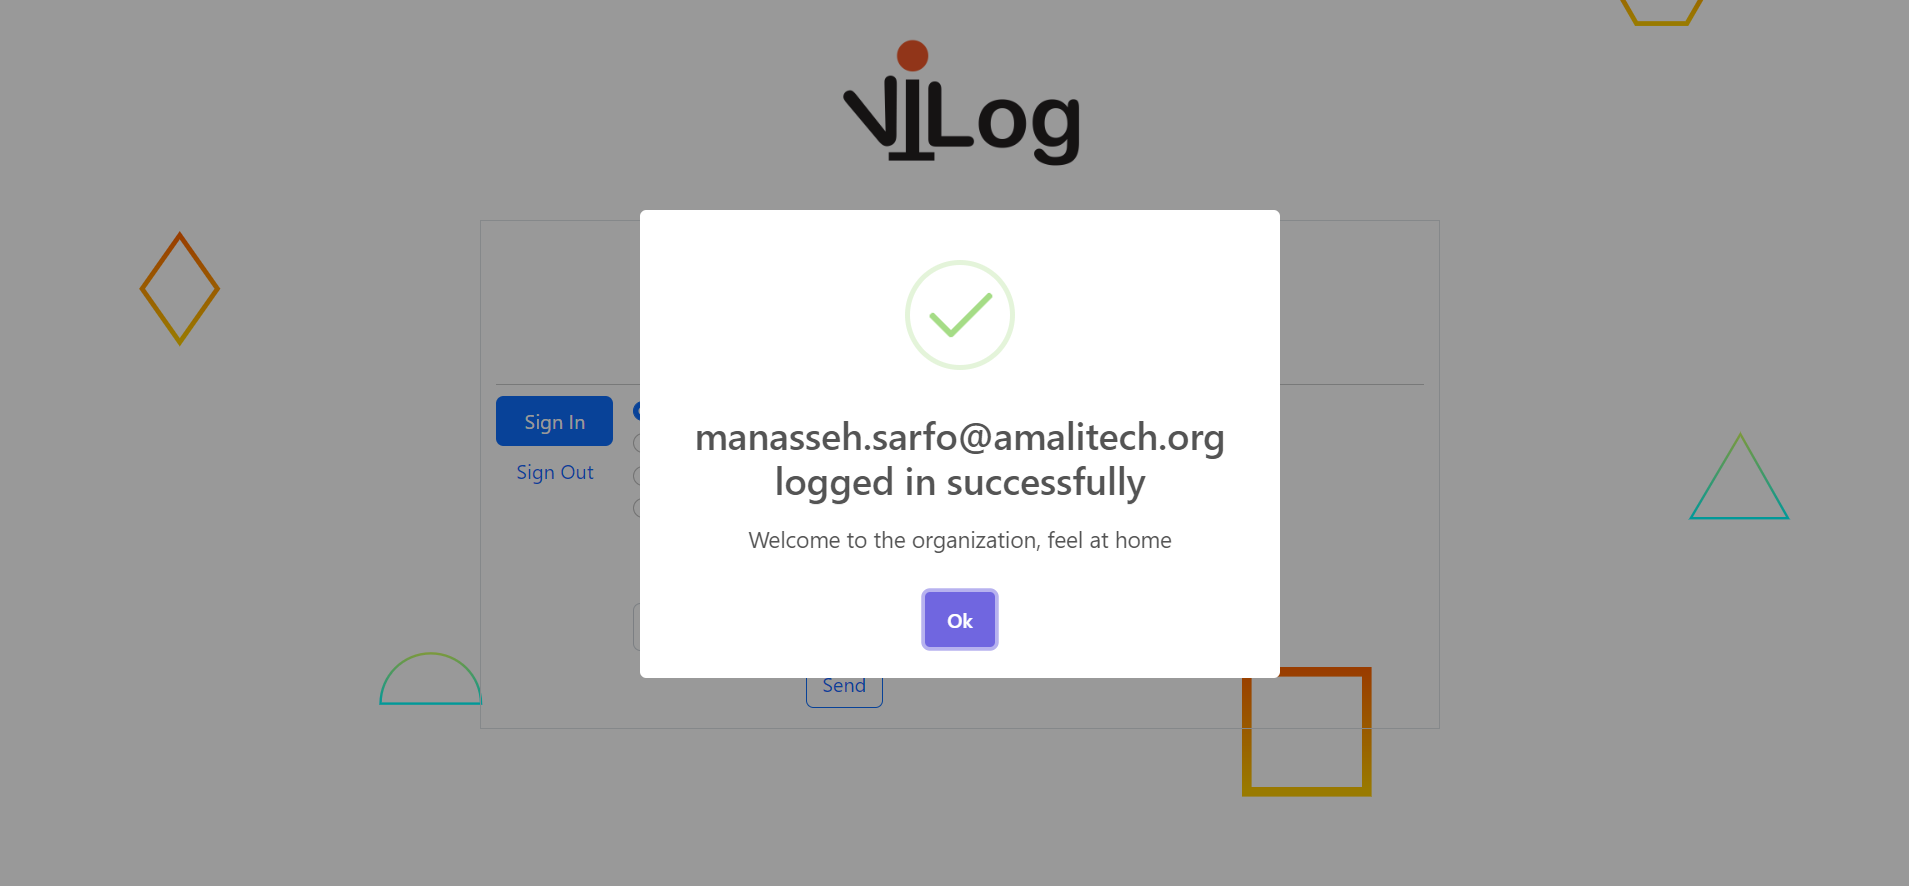 ViLog
Sign In
Sign Out
manasseh.sarfo@amalitech.org
logged in successfully
Welcome to the organization, feel at home
Ok
Send